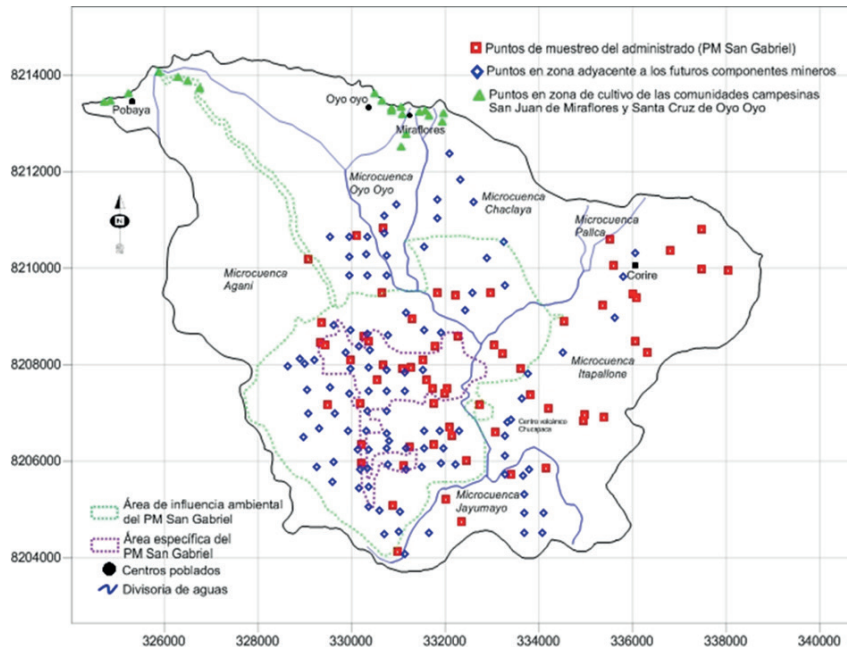 Puntos de muestreo del administrado (PM San Gabriel)
Puntos en zona adyacente a los futuros componentes mineros
Puntos en zona de cultivo de las comunidades campesinas
San Juan de Miraflores y Santa Cruz de Oyo Oyo
8214000
8212000
8210000
8208000
8206000
8204000
Pobaya
Oyo oyo
Miraflores
Microcuenca
Oyo Oyo
Microcuenca
Chaclaya
Microcuenca
Pallca
N
Microcuenca
Agani
Corire
Microcuenca
Itapallone
Centro volcánico
Chucapaca
Microcuenca
Jayumayo
Área de influencia ambiental
del PM San Gabriel
Área específica del
PM San Gabriel
Centros poblados
Divisoria de aguas
326000
328000
330000
332000
334000
336000
338000
340000